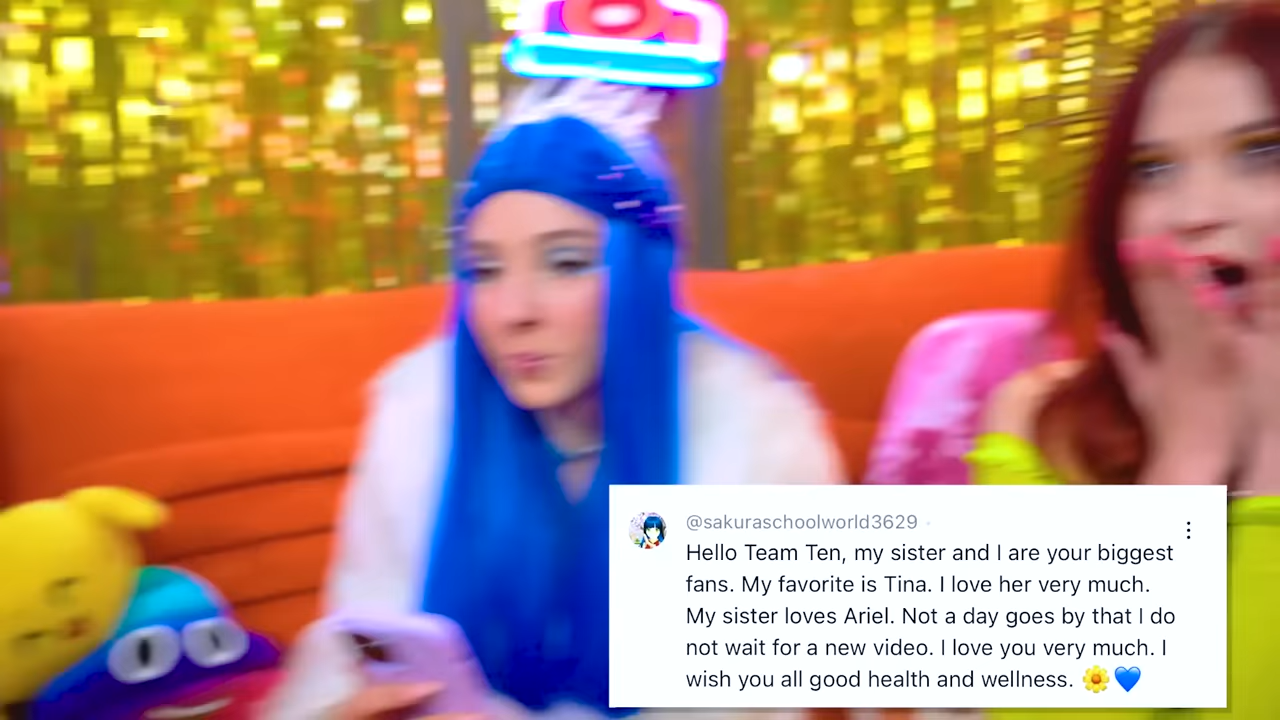 @sakuraschoolworld3629
Hello Team Ten, my sister and I are your biggest
fans. My favorite is Tina. I love her very much.
My sister loves Ariel. Not a day goes by that I do
not wait for a new video. I love you very much. I
wish you all good health and wellness. 🌼💙